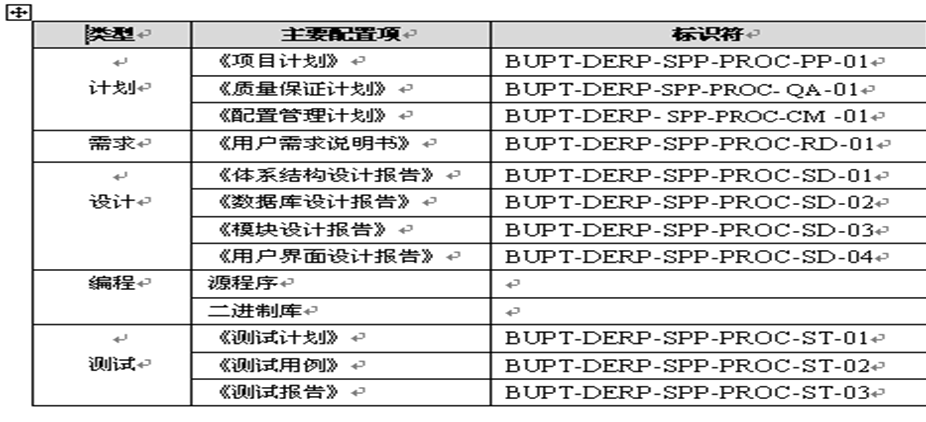 类型 主要配置项 标识符
《项目计划》 BUPT-DERP-SPP-PROC-PP-01
计划 《质量保证计划》 BUPT-DERP-SPP-PROC- QA-01
《配置管理计划》 BUPT-DERP- SPP-PROC-CM -01
需求 《用户需求说明书》 BUPT-DERP-SPP-PROC-RD-01
《体系结构设计报告》 BUPT-DERP-SPP-PROC-SD-01
设计 《数据库设计报告》 BUPT-DERP-SPP-PROC-SD-02
《模块设计报告》 BUPT-DERP-SPP-PROC-SD-03
《用户界面设计报告》 BUPT-DERP-SPP-PROC-SD-04
编程 源程序
二进制库
《测试计划》 BUPT-DERP-SPP-PROC-ST-01
测试 《测试用例》 BUPT-DERP-SPP-PROC-ST-02
《测试报告》 BUPT-DERP-SPP-PROC-ST-03